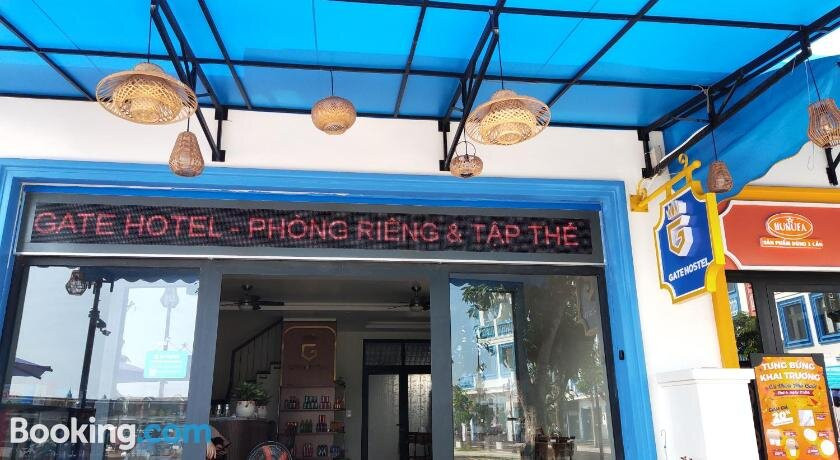 GATE HOTEL - PHÒNG RIÊNG & TẬP THỂ
G
GATE HOSTEL
MUNUFA
SẢN PHẨM DÙNG 1 LẦN
G
TƯNG BỪNG
KHAI TRƯƠNG
Booking.com